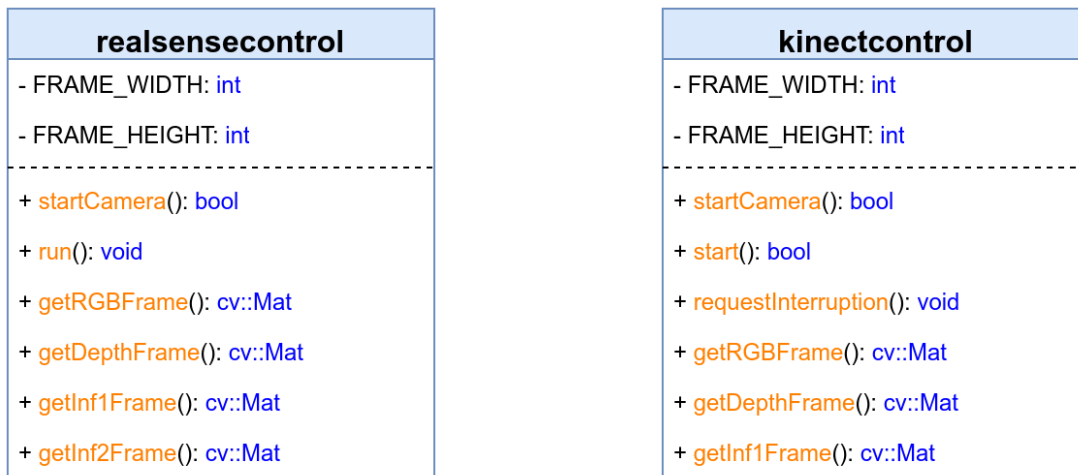 realsensecontrol
- FRAME_WIDTH: int
- FRAME_HEIGHT: int
+ startCamera(): bool
+ run(): void
+ getRGBFrame(): cv::Mat
+ getDepthFrame(): cv::Mat
+ getInf1Frame(): cv::Mat
+ getInf2Frame(): cv::Mat
kinectcontrol
- FRAME_WIDTH: int
- FRAME_HEIGHT: int
+ startCamera(): bool
+ start(): bool
+ requestInterruption(): void
+ getRGBFrame(): cv::Mat
+ getDepthFrame(): cv::Mat
+ getInf1Frame(): cv::Mat